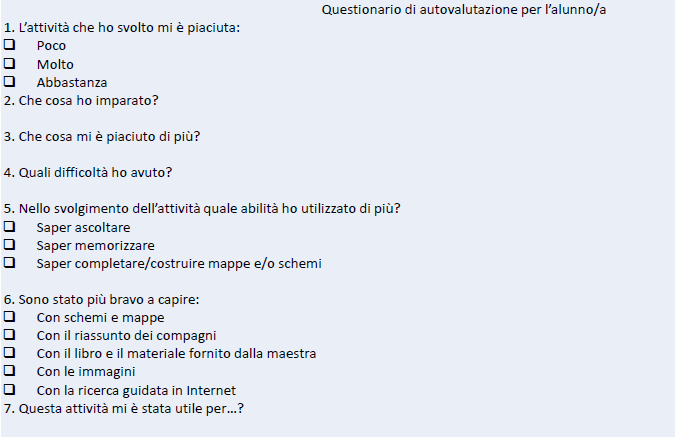 Questionario di autovalutazione per l'alunno/a
1. L'attività che ho svolto mi è piaciuta:
❑ Poco
❑ Molto
❑ Abbastanza
2. Che cosa ho imparato?
3. Che cosa mi è piaciuto di più?
4. Quali difficoltà ho avuto?
5. Nello svolgimento dell'attività quale abilità ho utilizzato di più?
❑ Saper ascoltare
❑ Saper memorizzare
❑ Saper completare/costruire mappe e/o schemi
6. Sono stato più bravo a capire:
❑ Con schemi e mappe
❑ Con il riassunto dei compagni
❑ Con il libro e il materiale fornito dalla maestra
❑ Con le immagini
❑ Con la ricerca guidata in Internet
7. Questa attività mi è stata utile per...?